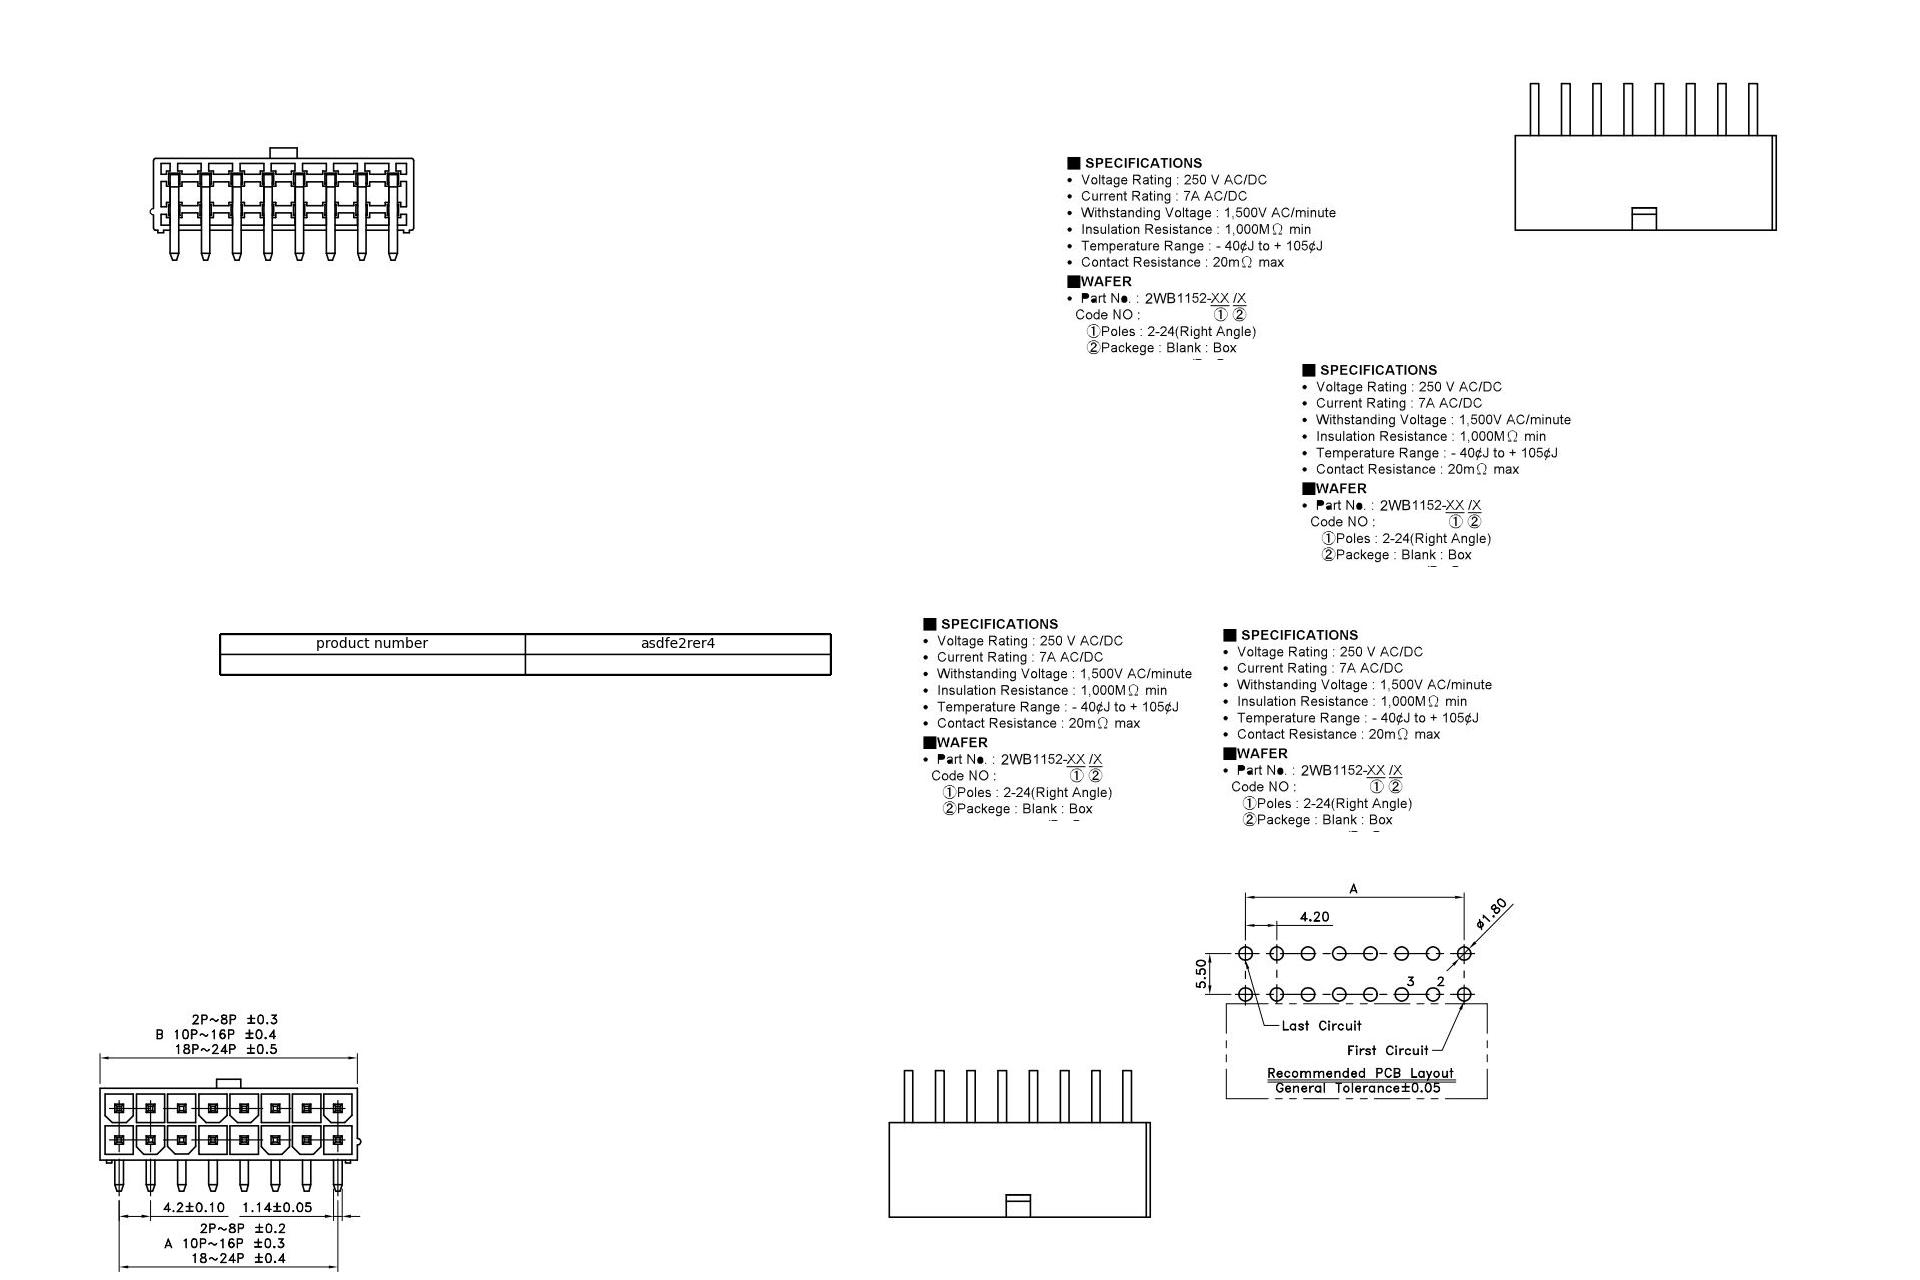 ■ SPECIFICATIONS
• Voltage Rating : 250 V AC/DC
• Current Rating : 7A AC/DC
• Withstanding Voltage : 1,500V AC/minute
• Insulation Resistance : 1,000MΩ min
• Temperature Range : - 40¢J to + 105¢J
• Contact Resistance : 20mΩ max
■WAFER
• Part No. : 2WB1152-XX /X
Code NO : ① ②
①Poles : 2-24(Right Angle)
②Packege : Blank : Box
■ SPECIFICATIONS
• Voltage Rating : 250 V AC/DC
• Current Rating : 7A AC/DC
• Withstanding Voltage : 1,500V AC/minute
• Insulation Resistance : 1,000MΩ min
• Temperature Range : - 40¢J to + 105¢J
• Contact Resistance : 20mΩ max
■WAFER
• Part No. : 2WB1152-XX /X
Code NO : ① ②
①Poles : 2-24(Right Angle)
②Packege : Blank : Box
product number asdfe2rer4
■ SPECIFICATIONS
• Voltage Rating : 250 V AC/DC
• Current Rating : 7A AC/DC
• Withstanding Voltage : 1,500V AC/minute
• Insulation Resistance : 1,000MΩ min
• Temperature Range : - 40¢J to + 105¢J
• Contact Resistance : 20mΩ max
■WAFER
• Part No. : 2WB1152-XX /X
Code NO : ① ②
①Poles : 2-24(Right Angle)
②Packege : Blank : Box
■ SPECIFICATIONS
• Voltage Rating : 250 V AC/DC
• Current Rating : 7A AC/DC
• Withstanding Voltage : 1,500V AC/minute
• Insulation Resistance : 1,000MΩ min
• Temperature Range : - 40¢J to + 105¢J
• Contact Resistance : 20mΩ max
■WAFER
• Part No. : 2WB1152-XX /X
Code NO : ① ②
①Poles : 2-24(Right Angle)
②Packege : Blank : Box
A
4.20
ø1.80
5.50
3 2
Last Circuit
First Circuit
Recommended PCB Layout
General Tolerance±0.05
2P~8P ±0.3
B 10P~16P ±0.4
18P~24P ±0.5
4.2±0.10 1.14±0.05
2P~8P ±0.2
A 10P~16P ±0.3
18~24P ±0.4